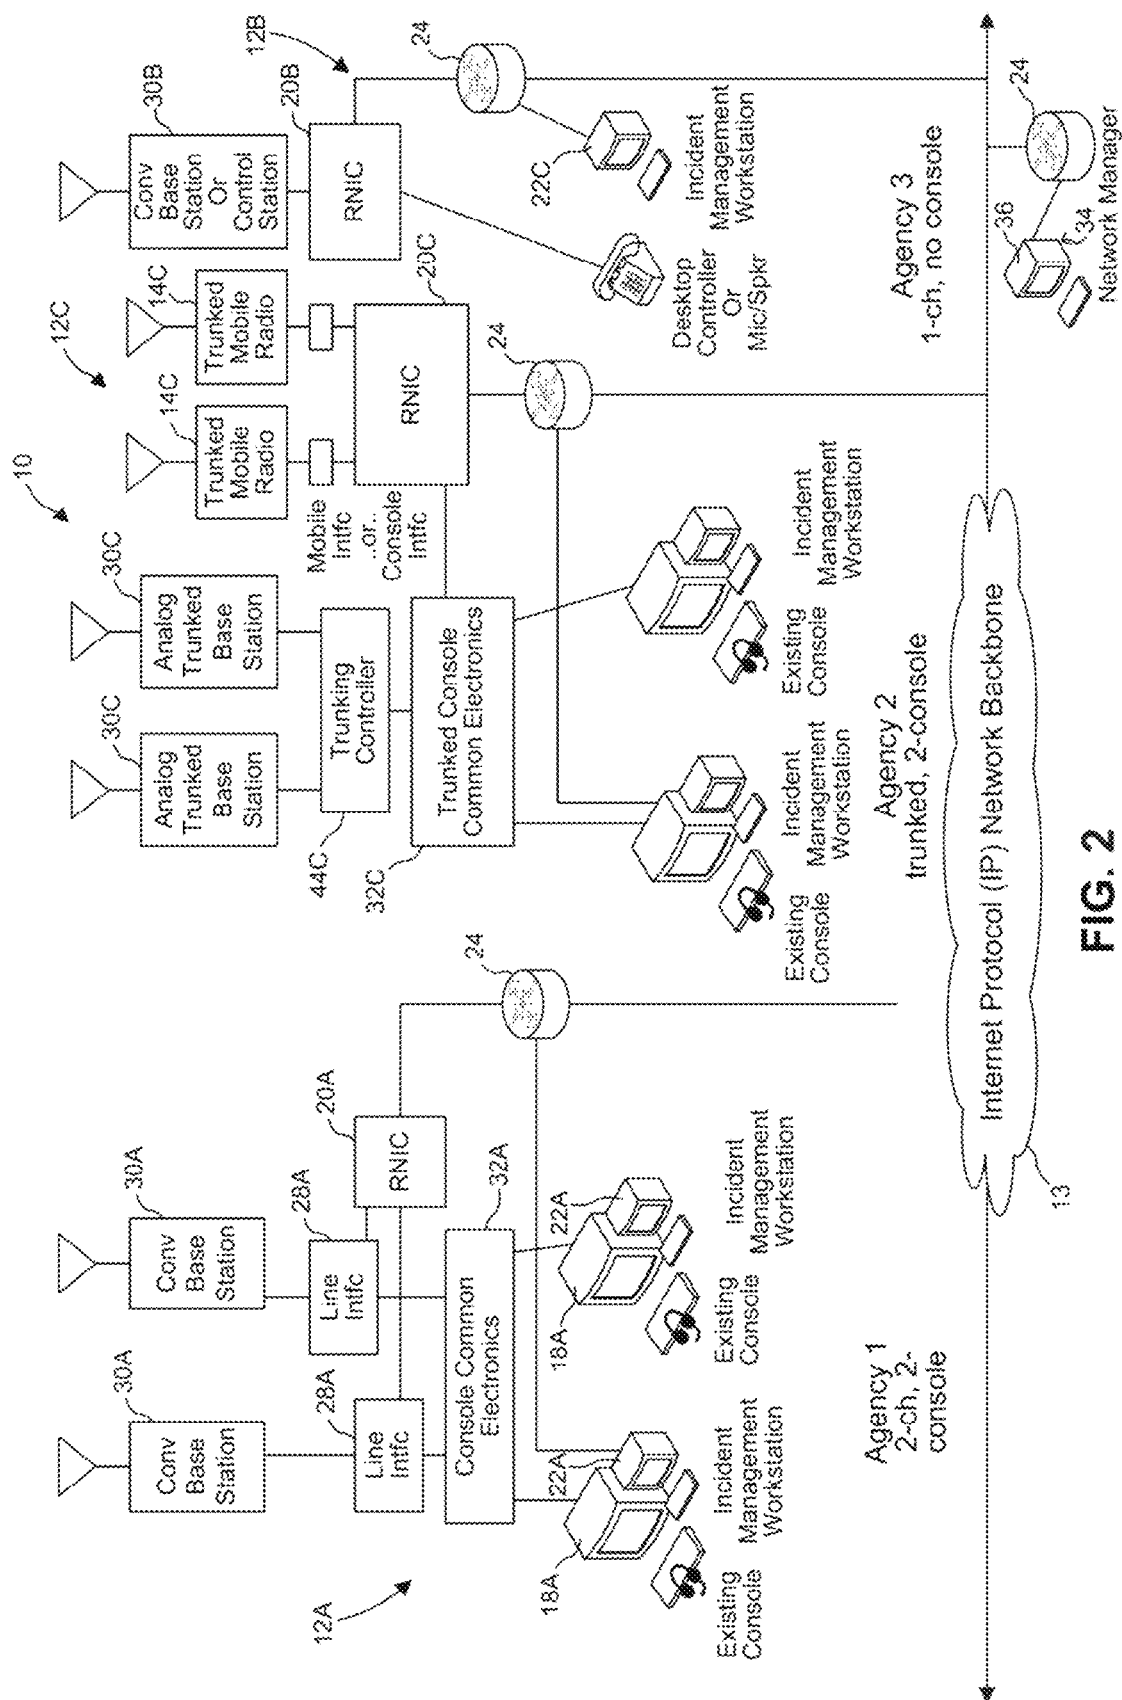 10
12A
30A
Conv
Base
Station
30A
Conv
Base
Station
28A
Line
Intfc
28A
Line
Intfc
20A
RNIC
32A
Console Common
Electronics
24
18A
22A
Existing
Console
Incident
Management
Workstation
18A
22A
Existing
Console
Incident
Management
Workstation
Agency 1
2-ch, 2-
console
12C
30C
Analog
Trunked
Base
Station
30C
Analog
Trunked
Base
Station
14C
Trunked
Mobile
Radio
14C
Trunked
Mobile
Radio
44C
Trunking
Controller
Mobile
Intfc
..or..
Console
Intfc
20C
RNIC
32C
Trunked Console
Common Electronics
24
Existing
Console
Incident
Management
Workstation
Existing
Console
Incident
Management
Workstation
Agency 2
trunked, 2-console
12B
30B
Conv
Base
Station
Or
Control
Station
20B
RNIC
24
22C
Desktop
Controller
Or
Mic/Spkr
Incident
Management
Workstation
Agency 3
1-ch, no console
13
Internet Protocol (IP) Network Backbone
24
36
34
Network Manager
FIG. 2